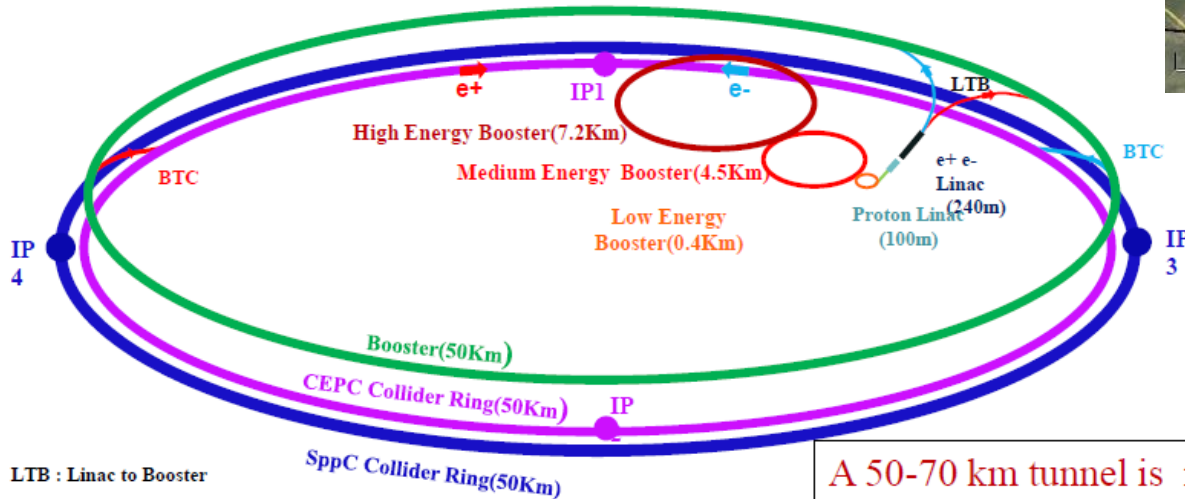 LTB
e+
IP1
e-
High Energy Booster(7.2Km)
BTC
Medium Energy Booster(4.5Km)
e+ e-
Linac
(240m)
BTC
Low Energy
Booster(0.4Km)
Proton Linac
(100m)
IP
4
IP
3
Booster(50Km)
CEPC Collider Ring(50Km)
IP
SppC Collider Ring(50Km)
LTB : Linac to Booster
A 50-70 km tunnel is